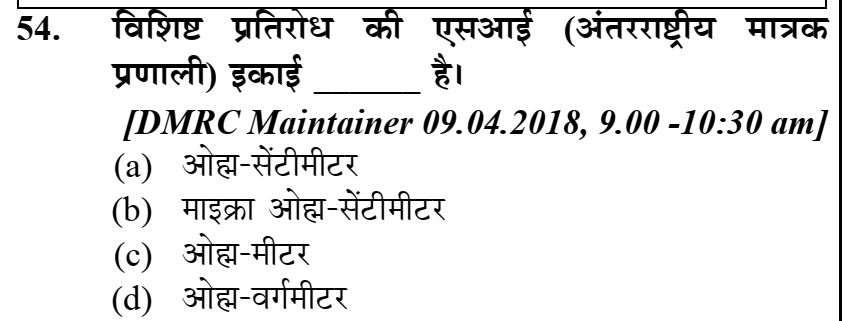 54. विशिष्ट प्रतिरोध की एसआई (अंतरराष्ट्रीय मात्रक
प्रणाली) इकाई _______ है।
[DMRC Maintainer 09.04.2018, 9.00 -10:30 am]
(a) ओह्म-सेंटीमीटर
(b) माइक्रा ओह्म-सेंटीमीटर
(c) ओह्म-मीटर
(d) ओह्म-वर्गमीटर